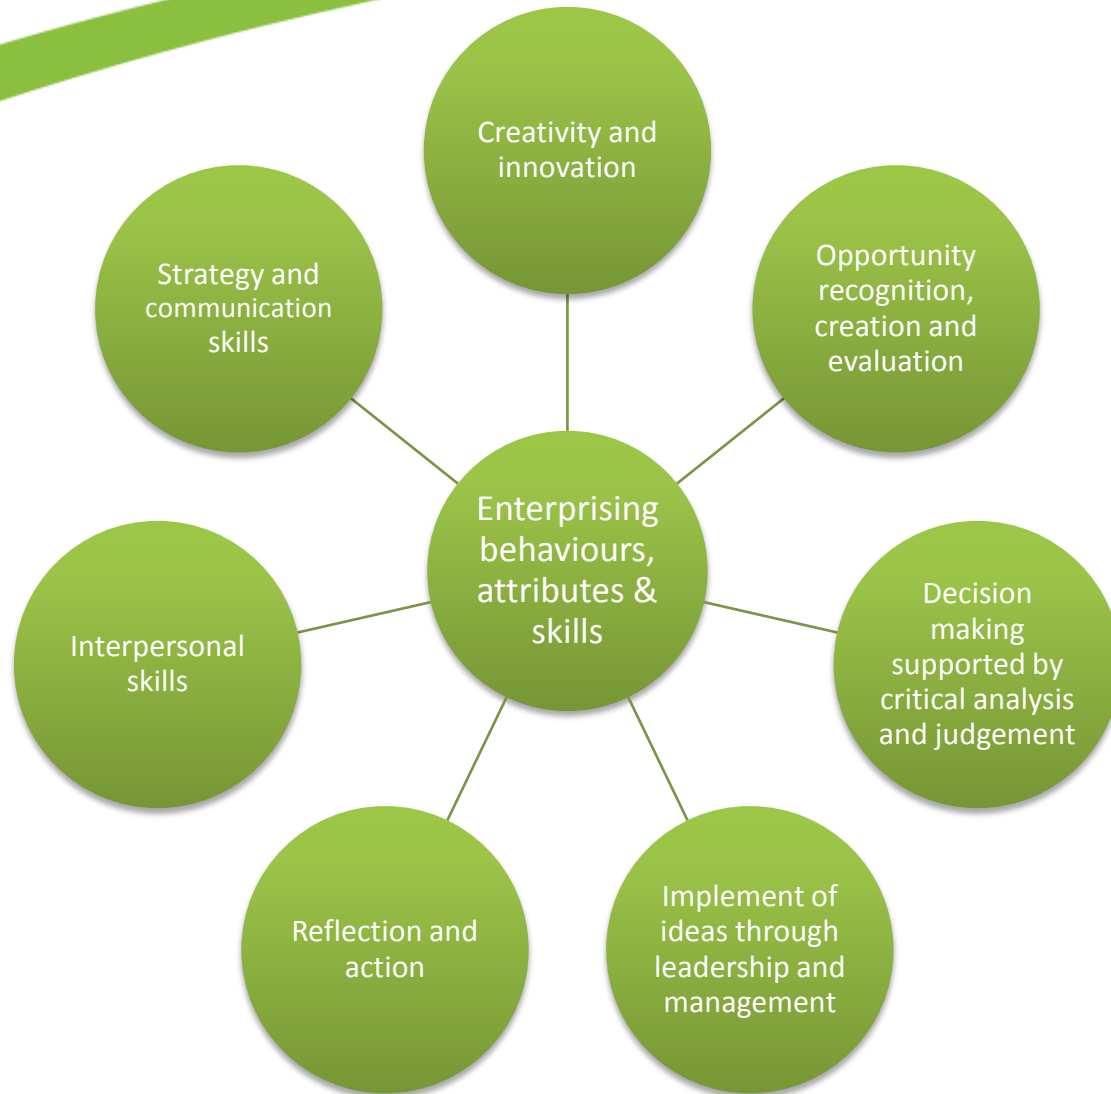 Creativity and
innovation
Opportunity
recognition,
creation and
evaluation
Decision
making
supported by
critical analysis
and judgement
Implement of
ideas through
leadership and
management
Reflection and
action
Interpersonal
skills
Strategy and
communication
skills
Enterprising
behaviours,
attributes &
skills